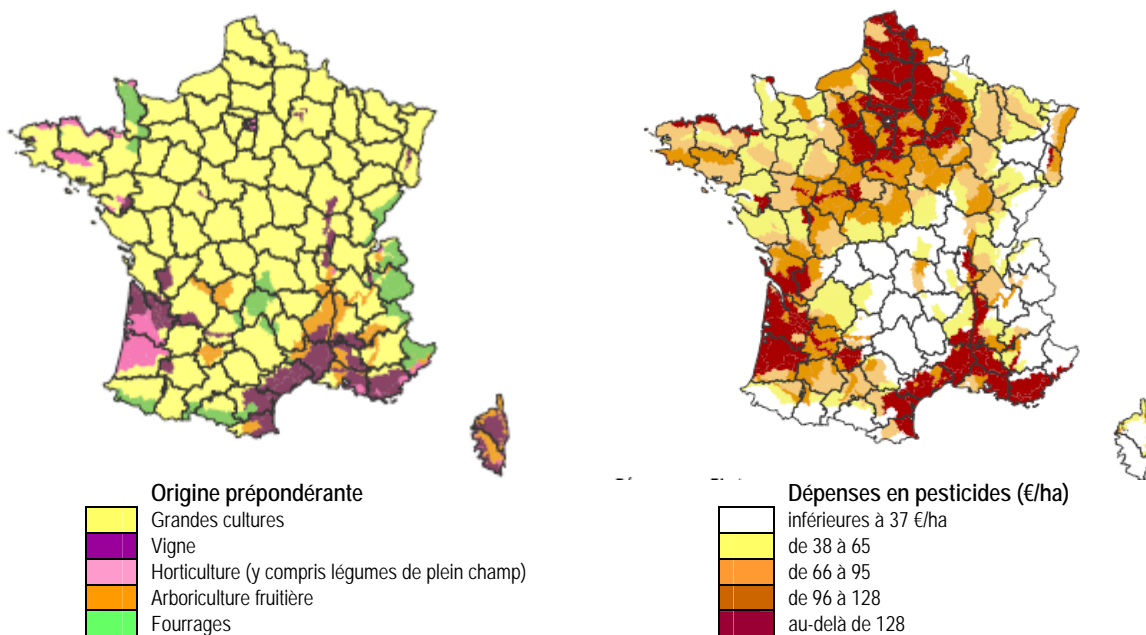 Origine prépondérante
Grandes cultures
Vigne
Horticulture (y compris légumes de plein champ)
Arboriculture fruitière
Fourrages
Dépenses en pesticides (€/ha)
inférieures à 37 €/ha
de 38 à 65
de 66 à 95
de 96 à 128
au-delà de 128